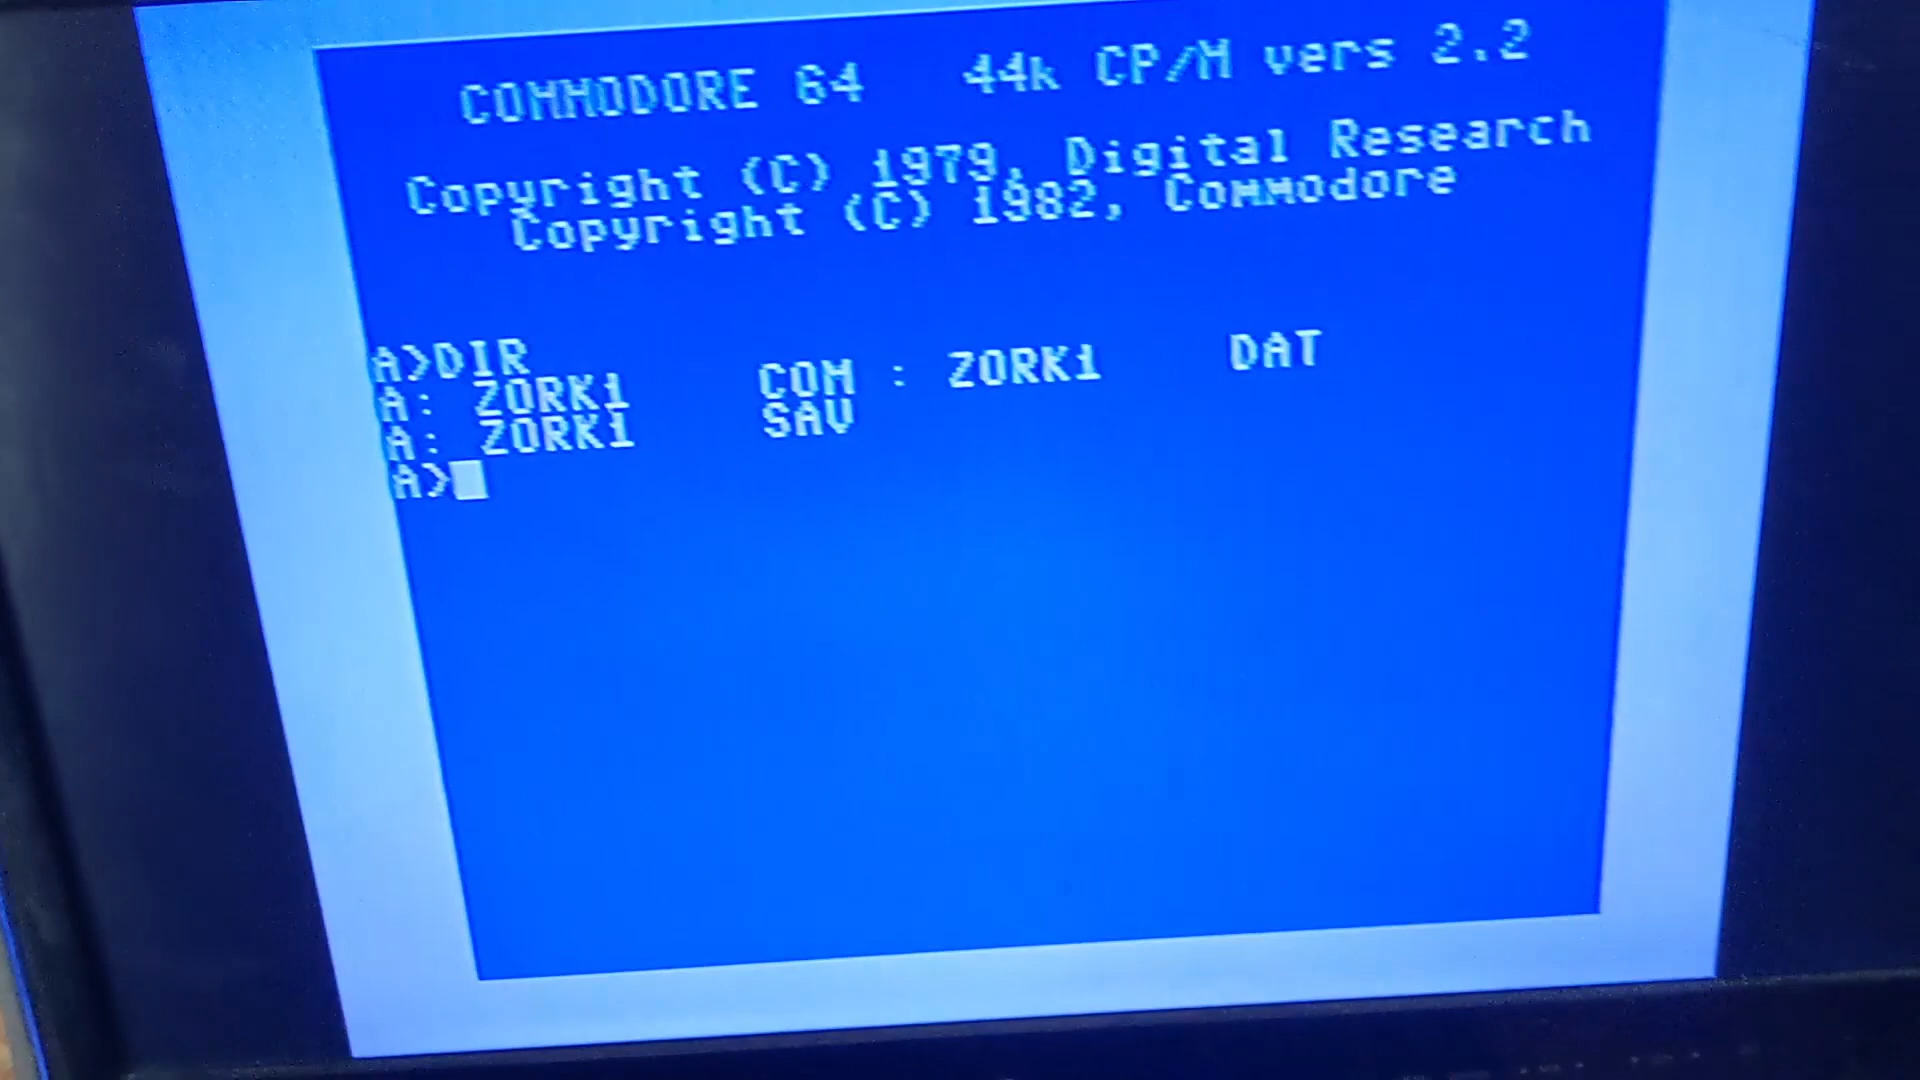 COMMODORE 64 44k CP/M vers 2.2
Copyright (C) 1979, Digital Research
Copyright (C) 1982, Commodore
A>DIR
A: ZORK1 COM : ZORK1 DAT
A: ZORK1 SAV
A>